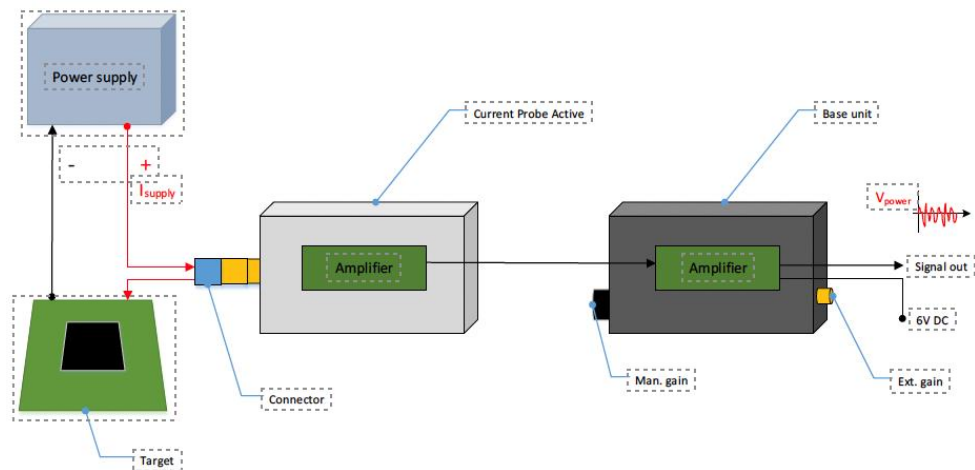 Power supply
Current Probe Active
Base unit
- +
Isupply
Vpower
Amplifier
Amplifier
Signal out
6V DC
Man. gain
Ext. gain
Connector
Target